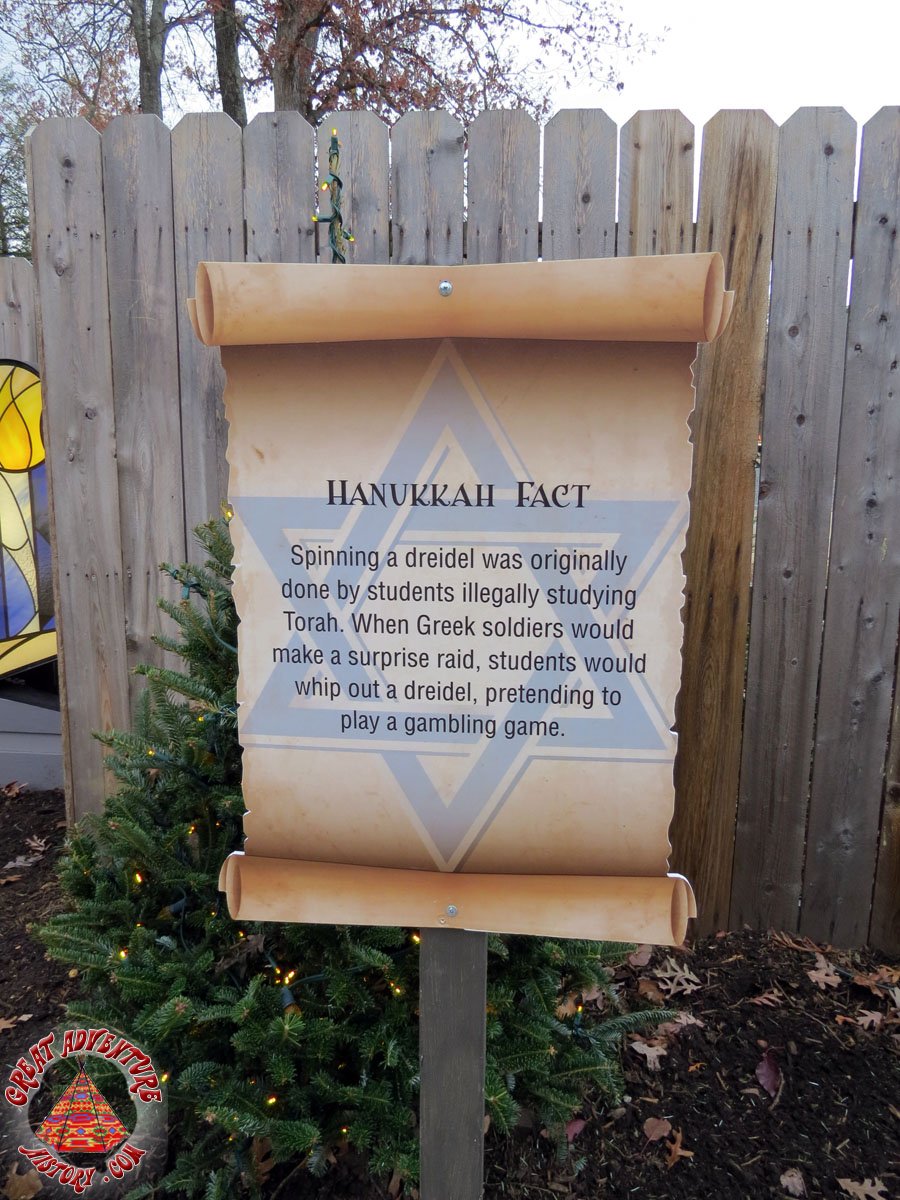 Hanukkah Fact
Spinning a dreidel was originally
done by students illegally studying
Torah. When Greek soldiers would
make a surprise raid, students would
whip out a dreidel, pretending to
play a gambling game.
GREAT ADVENTURE
HISTORY.COM